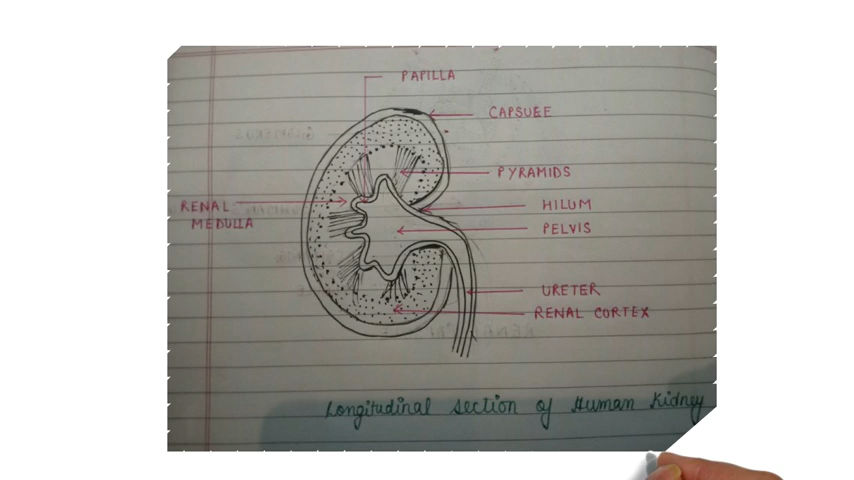 PAPILLA
CAPSULE
PYRAMIDS
RENAL
MEDULLA
HILUM
PELVIS
URETER
RENAL CORTEX
Longitudinal section of Human Kidney